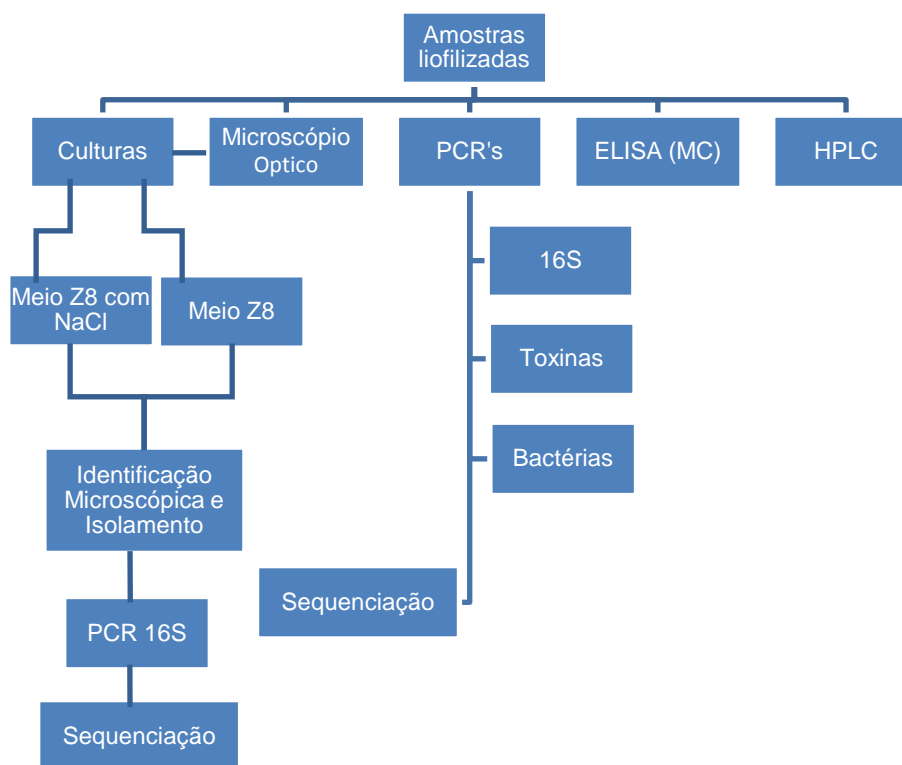 Amostras
liofilizadas
Culturas
Microscópio
Optico
PCR's
ELISA (MC)
HPLC
16S
Meio Z8 com
NaCl
Meio Z8
Toxinas
Bactérias
Identificação
Microscópica e
Isolamento
Sequenciação
PCR 16S
Sequenciação